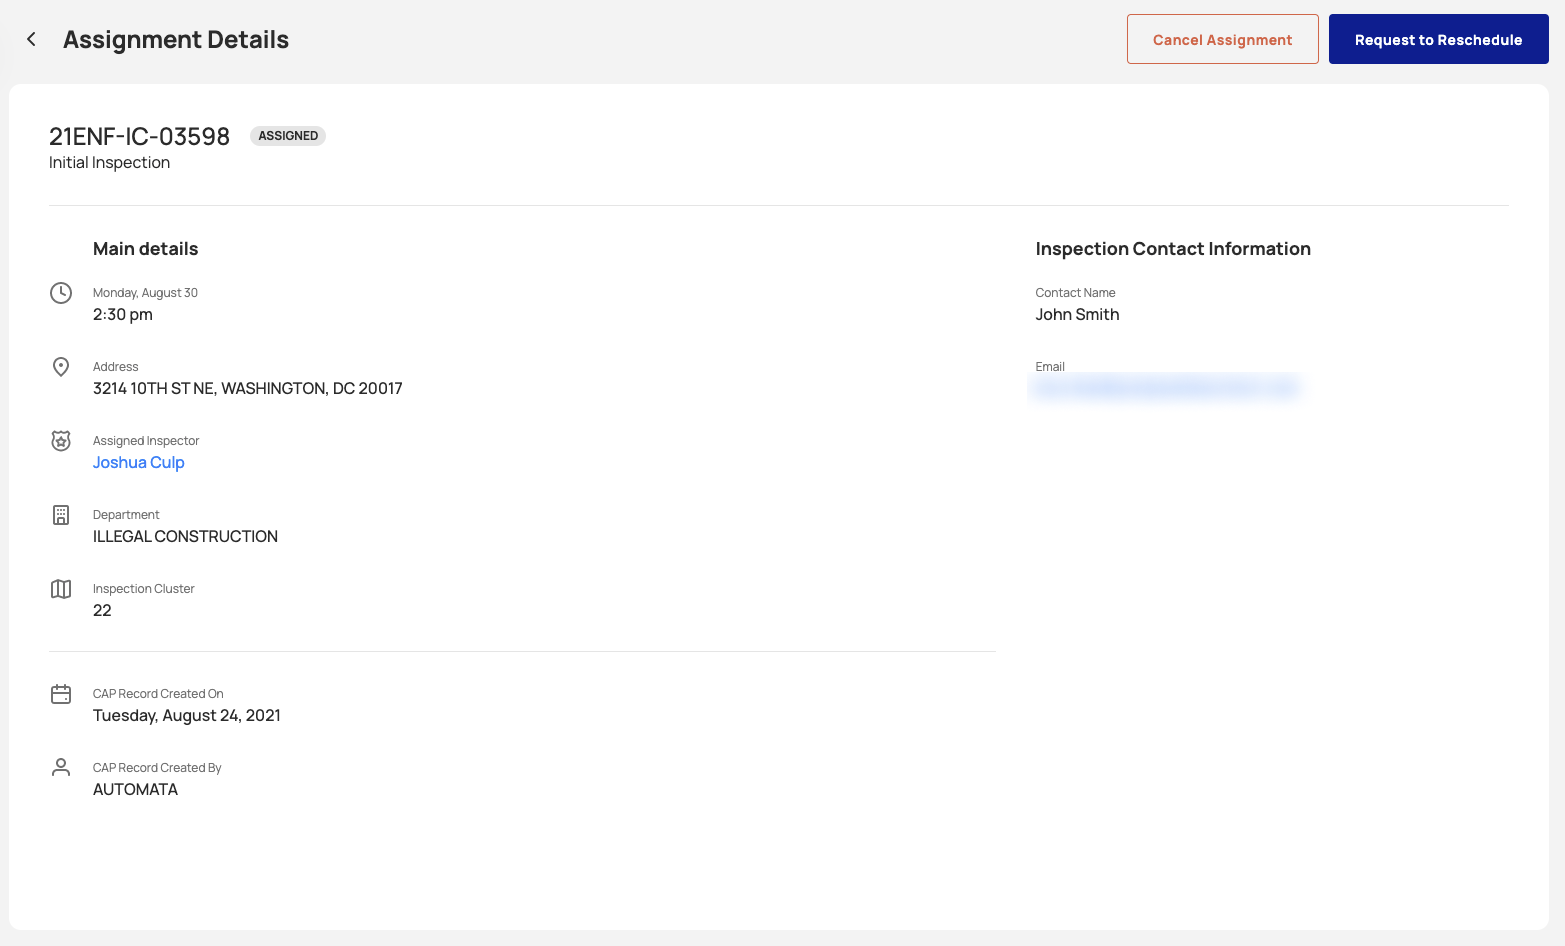 Assignment Details
Cancel Assignment
Request to Reschedule
21ENF-IC-03598
ASSIGNED
Initial Inspection
Main details
Monday, August 30
2:30 pm
Address
3214 10TH ST NE, WASHINGTON, DC 20017
Assigned Inspector
Joshua Culp
Department
ILLEGAL CONSTRUCTION
Inspection Cluster
22
CAP Record Created On
Tuesday, August 24, 2021
CAP Record Created By
AUTOMATA
Inspection Contact Information
Contact Name
John Smith
Email